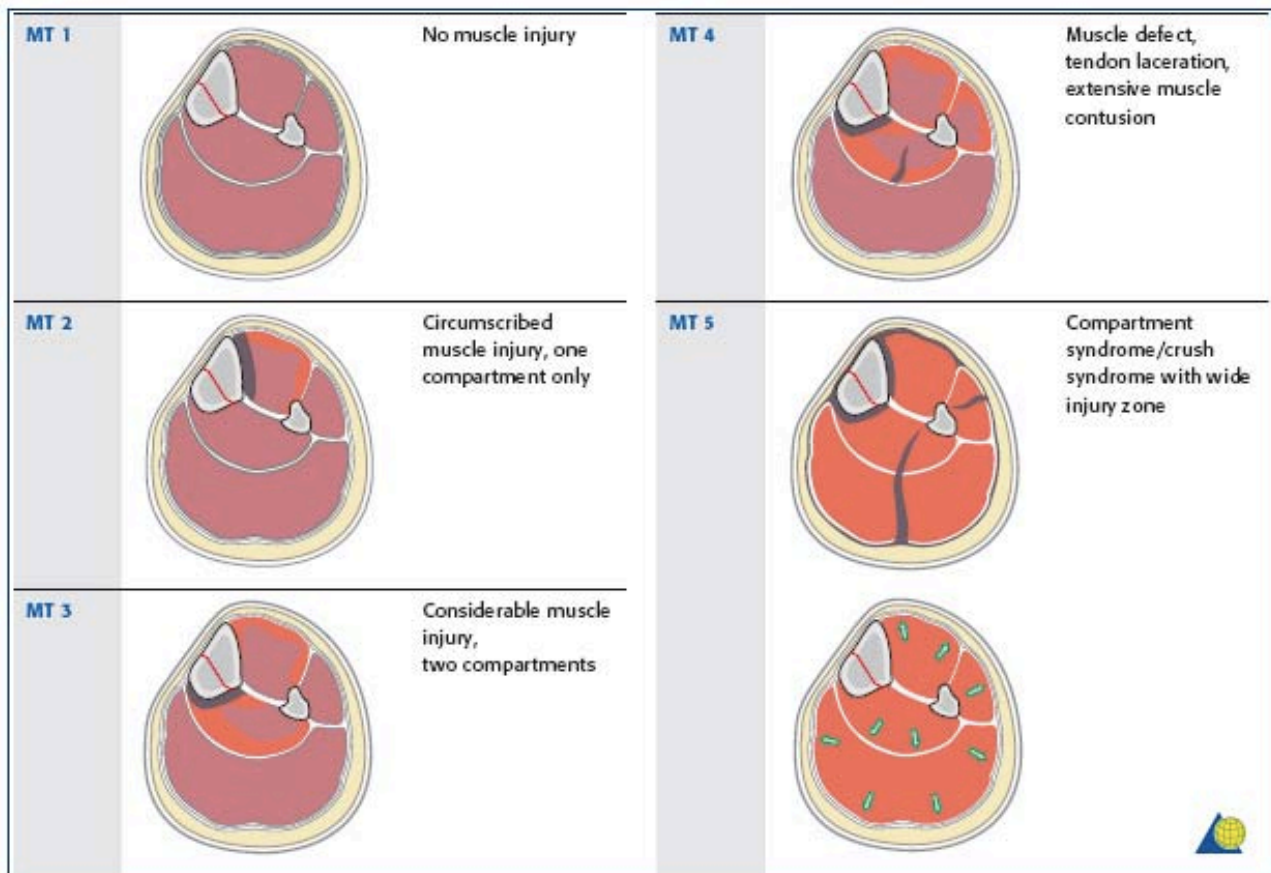 MT 1
No muscle injury
MT 2
Circumscribed
muscle injury, one
compartment only
MT 3
Considerable muscle
injury,
two compartments
MT 4
Muscle defect,
tendon laceration,
extensive muscle
contusion
MT 5
Compartment
syndrome/crush
syndrome with wide
injury zone